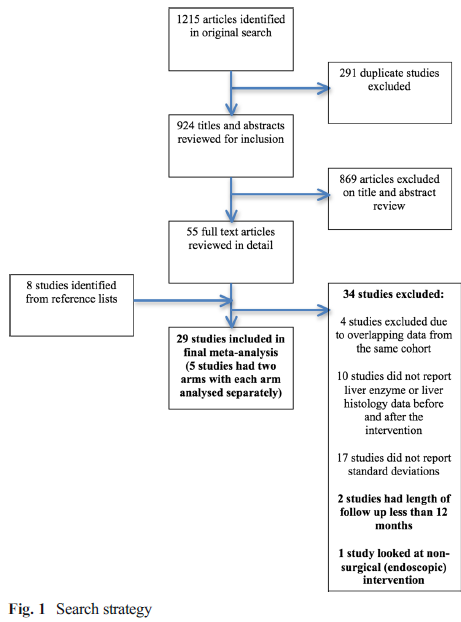 1215 articles identified
in original search
291 duplicate studies
excluded
924 titles and abstracts
reviewed for inclusion
869 articles excluded
on title and abstract
review
55 full text articles
reviewed in detail
8 studies identified
from reference lists
29 studies included in
final meta-analysis
(5 studies had two
arms with each arm
analysed separately)
34 studies excluded:
4 studies excluded due
to overlapping data from
the same cohort
10 studies did not report
liver enzyme or liver
histology data before
and after the
intervention
17 studies did not report
standard deviations
2 studies had length of
follow up less than 12
months
1 study looked at non-
surgical (endoscopic)
intervention
Fig. 1 Search strategy